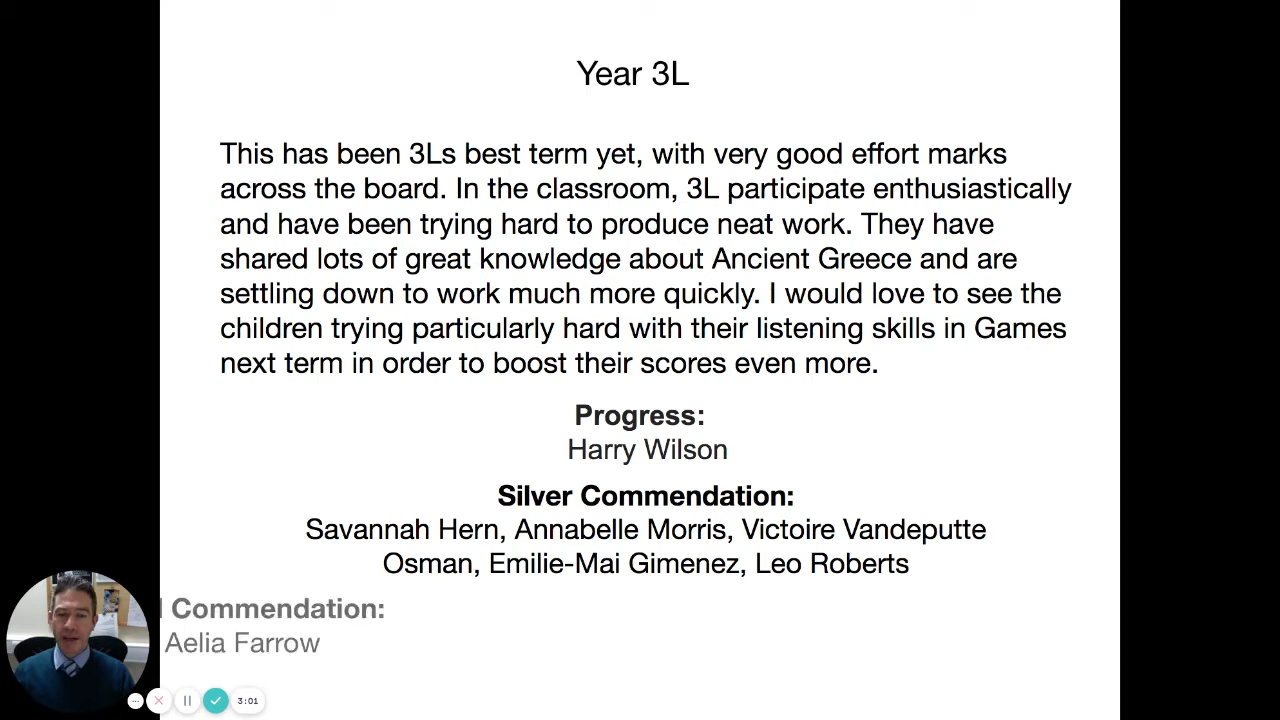 Year 3L
This has been 3Ls best term yet, with very good effort marks
across the board. In the classroom, 3L participate enthusiastically
and have been trying hard to produce neat work. They have
shared lots of great knowledge about Ancient Greece and are
settling down to work much more quickly. I would love to see the
children trying particularly hard with their listening skills in Games
next term in order to boost their scores even more.
Progress:
Harry Wilson
Silver Commendation:
Savannah Hern, Annabelle Morris, Victoire Vandeputte
Osman, Emilie-Mai Gimenez, Leo Roberts
Commendation:
Aelia Farrow
3:01